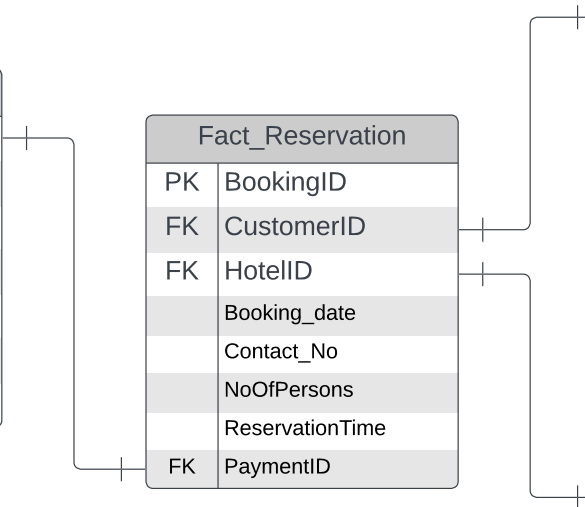 Fact_Reservation
PK BookingID
FK CustomerID
FK HotelID
Booking_date
Contact_No
NoOfPersons
ReservationTime
FK PaymentID